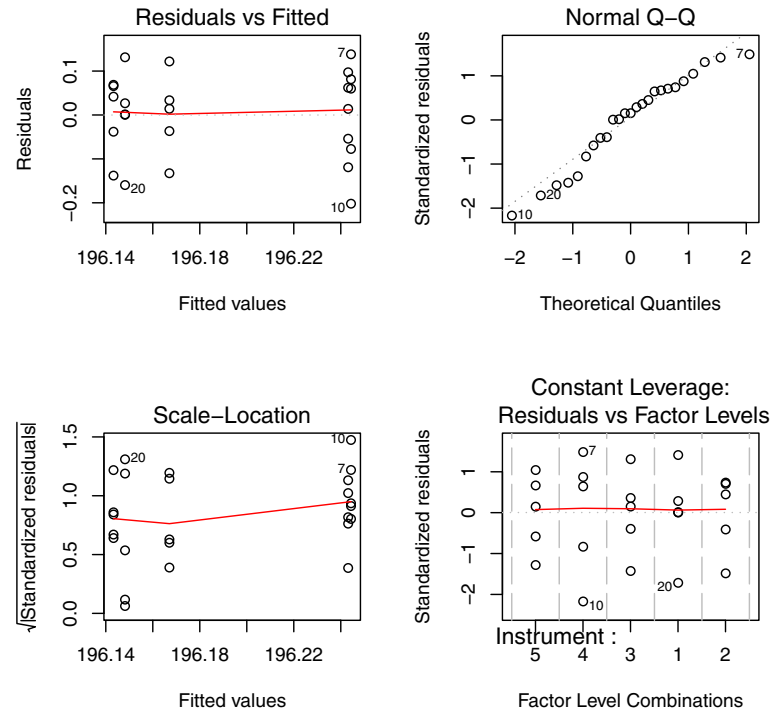 Residuals vs Fitted
Residuals
0.1
0.0
−0.2
7
20
10
196.14 196.18 196.22
Fitted values
Normal Q−Q
Standardized residuals
1
0
−1
−2
7
20
10
−2 −1 0 1 2
Theoretical Quantiles
Scale−Location
√|Standardized residuals|
1.5
1.0
0.5
0.0
10
20
7
196.14 196.18 196.22
Fitted values
Constant Leverage:
Residuals vs Factor Levels
Standardized residuals
1
0
−1
−2
7
20
10
Instrument :
5 4 3 1 2
Factor Level Combinations